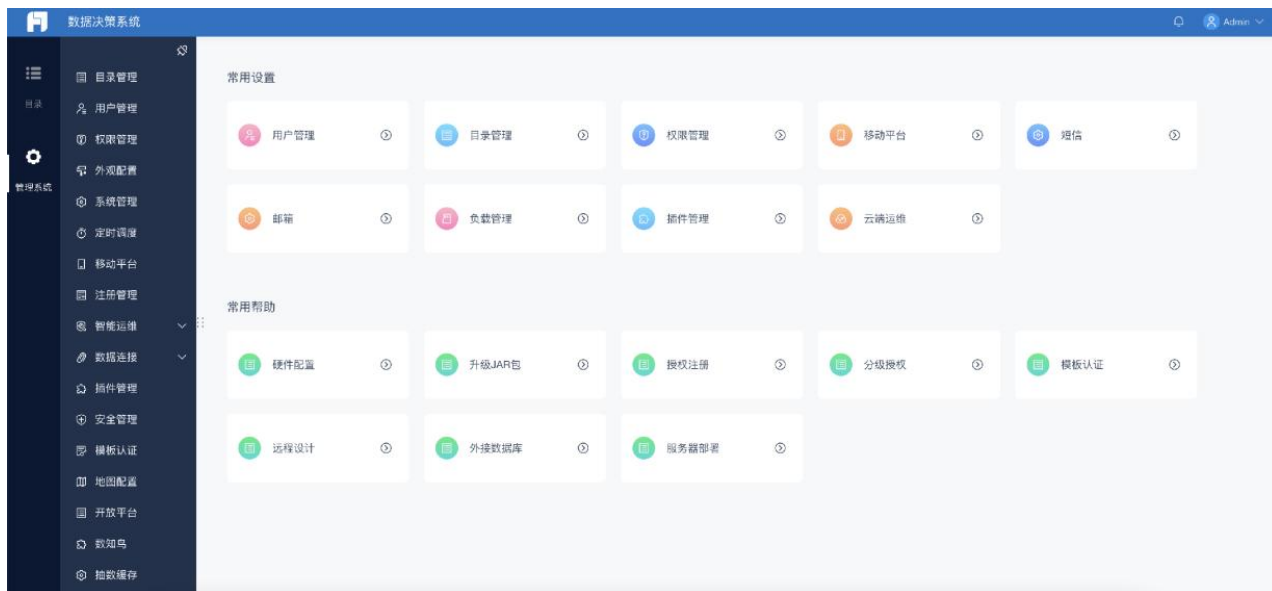 数据决策系统
Admin
目录
管理系统
目录管理
用户管理
权限管理
外观配置
系统管理
定时调度
移动平台
注册管理
智能运维
数据连接
插件管理
安全管理
模板认证
地图配置
开放平台
数知鸟
抽数缓存
常用设置
用户管理
目录管理
权限管理
移动平台
短信
邮箱
负载管理
插件管理
云端运维
常用帮助
硬件配置
升级JAR包
授权注册
分级授权
模板认证
远程设计
外接数据库
服务器部署